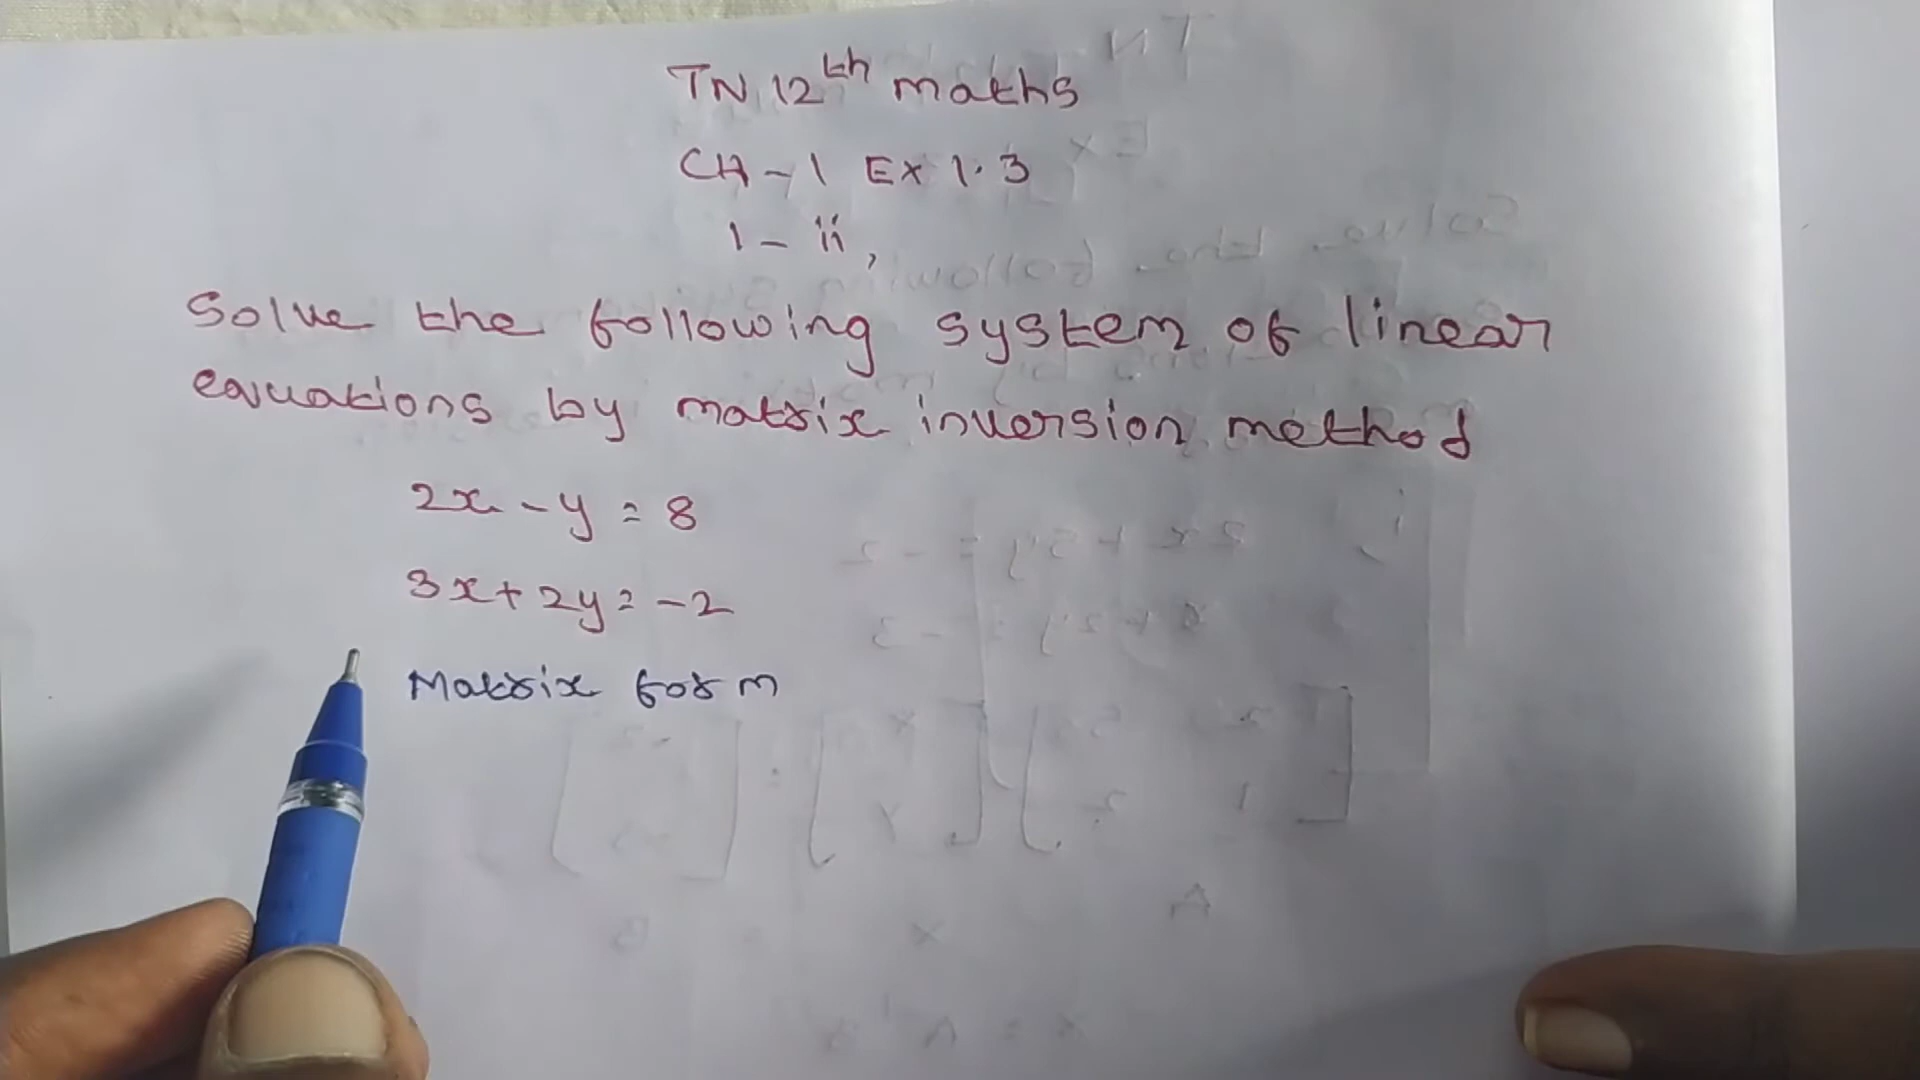 TN 12th maths
CH-1 Ex 1.3
1-ii,
Solve the following system of linear
equations by matrix inversion method
2x - y = 8
3x + 2y = -2
Matrix form